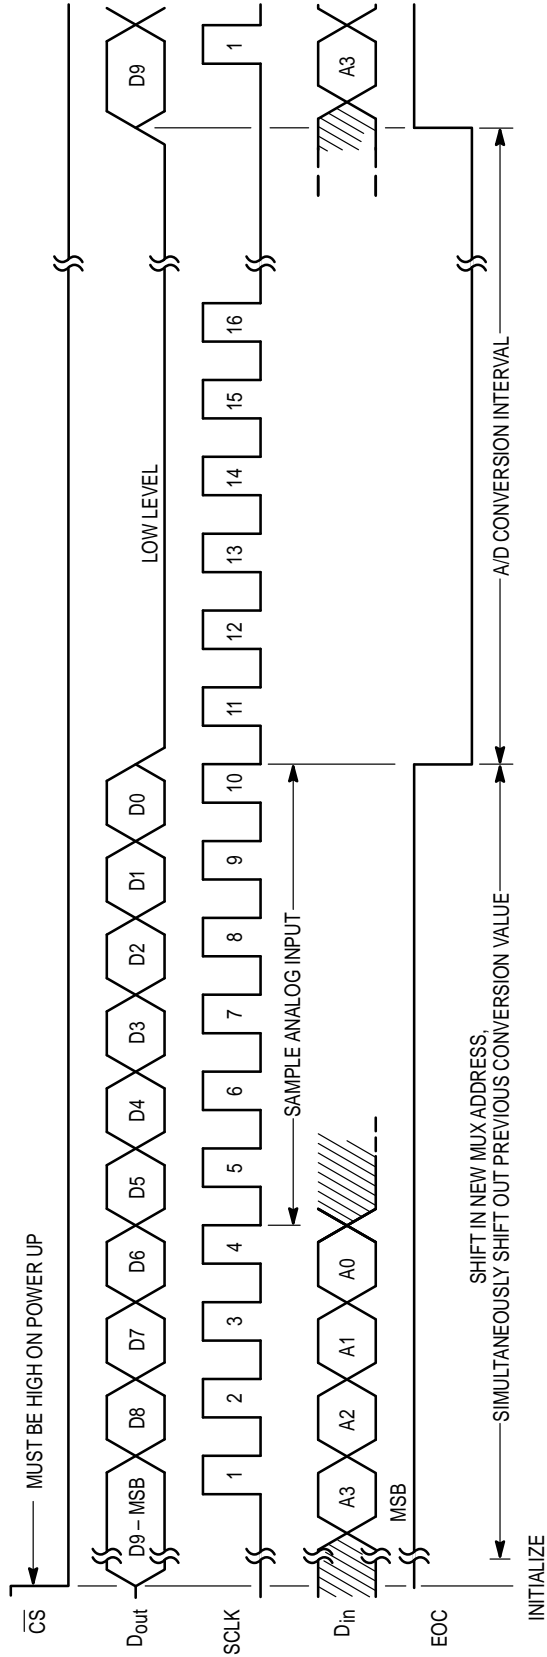 CS
MUST BE HIGH ON POWER UP
Dout
D9 – MSB
D8
D7
D6
D5
D4
D3
D2
D1
D0
LOW LEVEL
D9
SCLK
1
2
3
4
5
6
7
8
9
10
11
12
13
14
15
16
1
SAMPLE ANALOG INPUT
Din
A3
A2
A1
A0
A3
MSB
EOC
SHIFT IN NEW MUX ADDRESS,
SIMULTANEOUSLY SHIFT OUT PREVIOUS CONVERSION VALUE
A/D CONVERSION INTERVAL
INITIALIZE